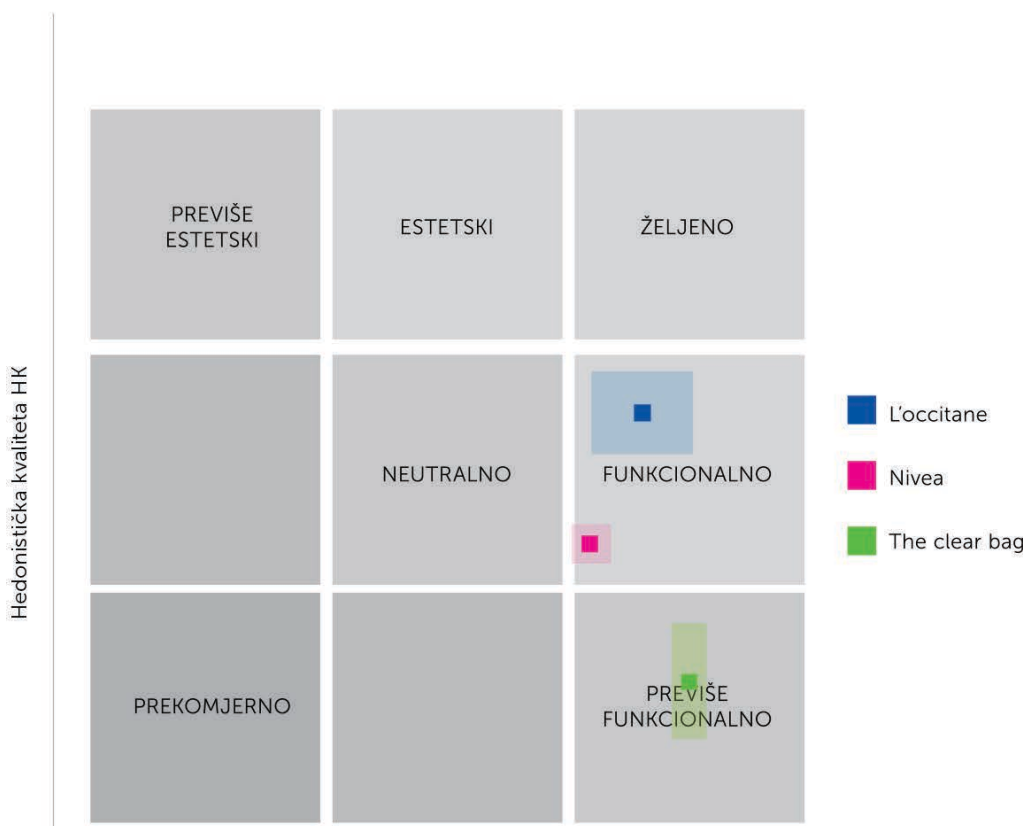 PREVIŠE
ESTETSKI
ESTETSKI
ŽELJENO
Hedonistička kvaliteta HK
NEUTRALNO
FUNKCIONALNO
L'occitane
Nivea
The clear bag
PREKOMJERNO
PREVIŠE
FUNKCIONALNO